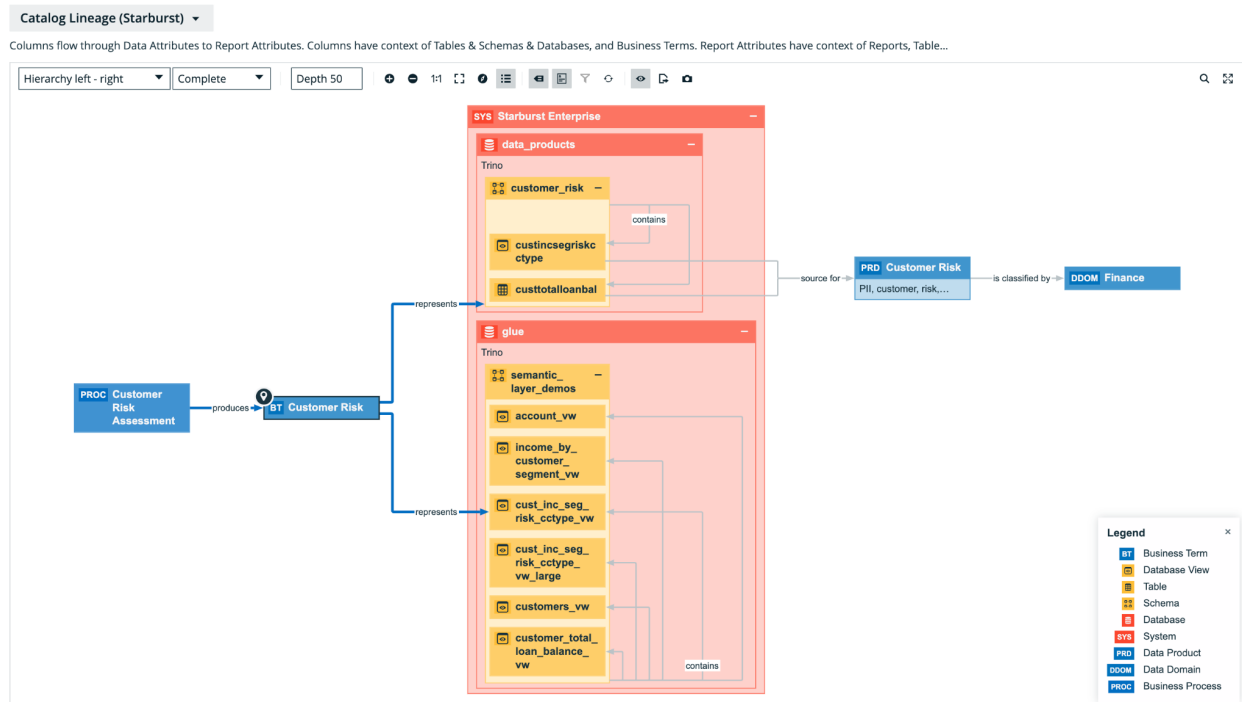 Catalog Lineage (Starburst)
Columns flow through Data Attributes to Report Attributes. Columns have context of Tables & Schemas & Databases, and Business Terms. Report Attributes have context of Reports, Table...
Hierarchy left - right
Complete
Depth 50
1:1
SYS Starburst Enterprise
data_products
Trino
customer_risk
contains
custincsegriskc
ctype
custtotalloanbal
represents
source for
PRD Customer Risk
PII, customer, risk,...
is classified by
DDOM Finance
glue
Trino
semantic_
layer_demos
PROC Customer
Risk
Assessment
produces
BT Customer Risk
account_vw
income_by_
customer_
segment_vw
represents
cust_inc_seg_
risk_cctype_vw
cust_inc_seg_
risk_cctype_
vw_large
customers_vw
customer_total_
loan_balance_
vw
contains
Legend
BT Business Term
Database View
Table
Schema
Database
SYS System
PRD Data Product
DDOM Data Domain
PROC Business Process